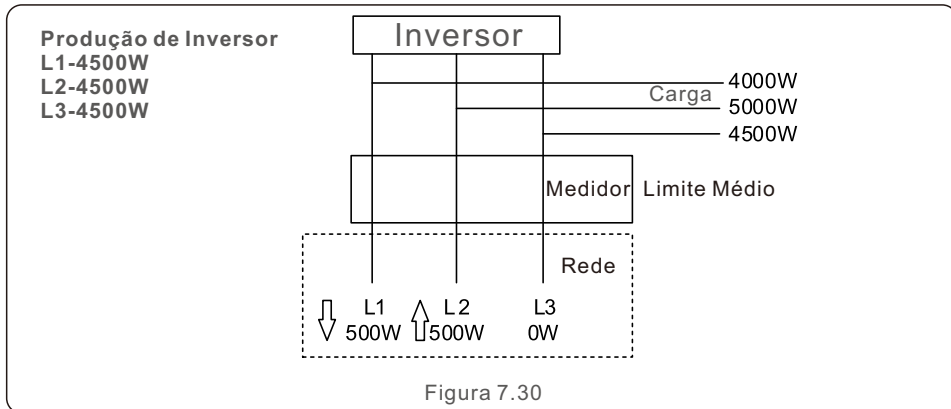 Produção de Inversor
L1-4500W
L2-4500W
L3-4500W
Inversor
4000W
Carga
5000W
4500W
Medidor Limite Médio
Rede
L1 L2 L3
500W 500W 0W
Figura 7.30